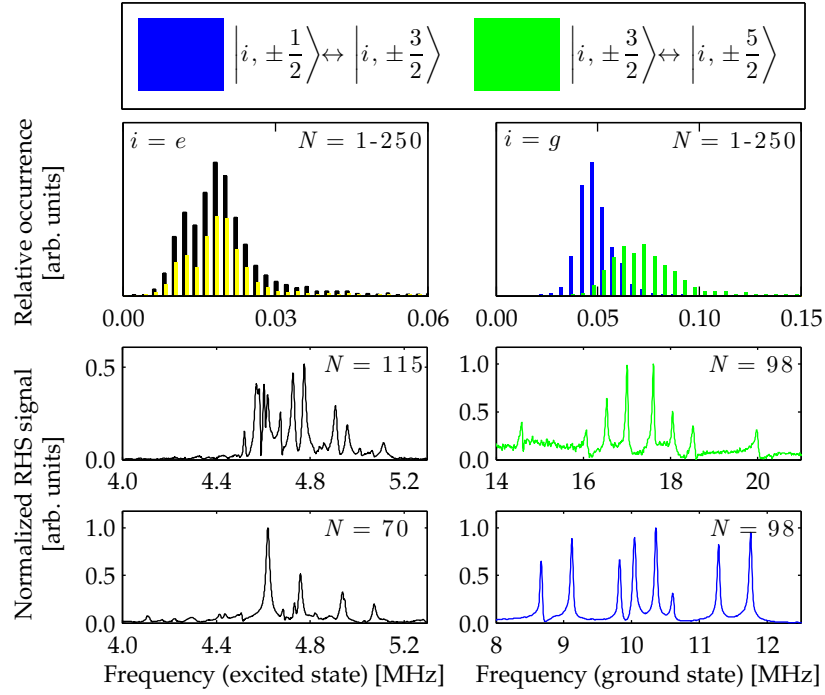 |i, ±1/2⟩↔|i, ±3/2⟩ |i, ±3/2⟩↔|i, ±5/2⟩
Relative occurrence
[arb. units]
i = e N = 1-250
0.00 0.03 0.06
i = g N = 1-250
0.00 0.05 0.10 0.15
Normalized RHS signal
[arb. units]
N = 115
0.5
0.0
4.0 4.4 4.8 5.2
N = 98
1.0
0.5
0.0
14 16 18 20
N = 70
1.0
0.5
0.0
4.0 4.4 4.8 5.2
Frequency (excited state) [MHz]
N = 98
1.0
0.5
0.0
8 9 10 11 12
Frequency (ground state) [MHz]